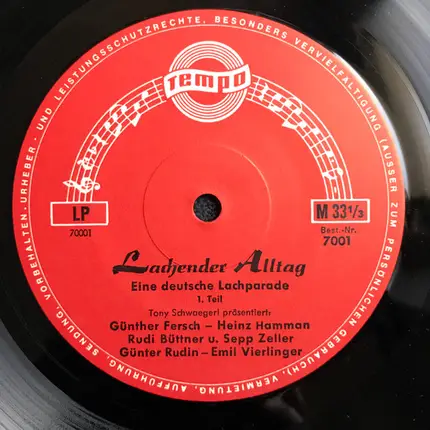 VORBEHALTEN. URHEBER- UND LEISTUNGSSCHUTZRECHTE, BESONDERS VERVIELFÄLTIGUNG (AUSSER ZUM PERSÖNLICHEN GEBRAUCH), VERMIETUNG, AUFFÜHRUNG, SENDUNG,
Tempo
LP
70001
M 33 1/3
Best.-Nr.
7001
Lachender Alltag
Eine deutsche Lachparade
1. Teil
Tony Schwaegerl präsentiert:
Günther Fersch – Heinz Hamman
Rudi Büttner u. Sepp Zeller
Günter Rudin – Emil Vierlinger